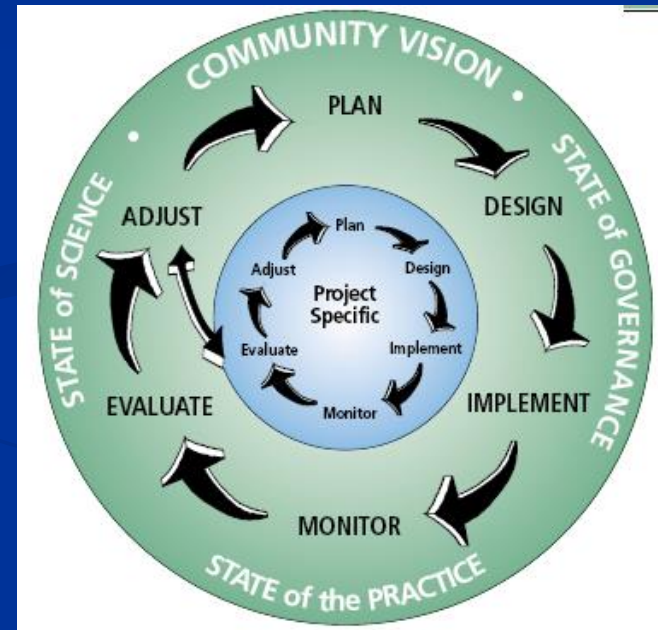 COMMUNITY VISION
STATE of GOVERNANCE
STATE of the PRACTICE
STATE of SCIENCE
PLAN
DESIGN
IMPLEMENT
MONITOR
EVALUATE
ADJUST
Project
Specific
Plan
Design
Implement
Monitor
Evaluate
Adjust